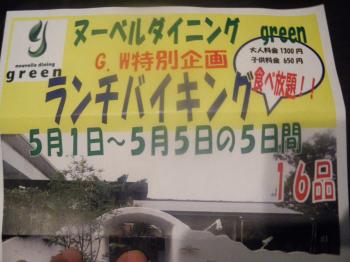 ヌーベルダイニング green
nouvelle dining
green
G.W特別企画
大人料金 1300円
子供料金 650円
ランチバイキング
食べ放題！！
5月1日～5月5日の5日間
16品